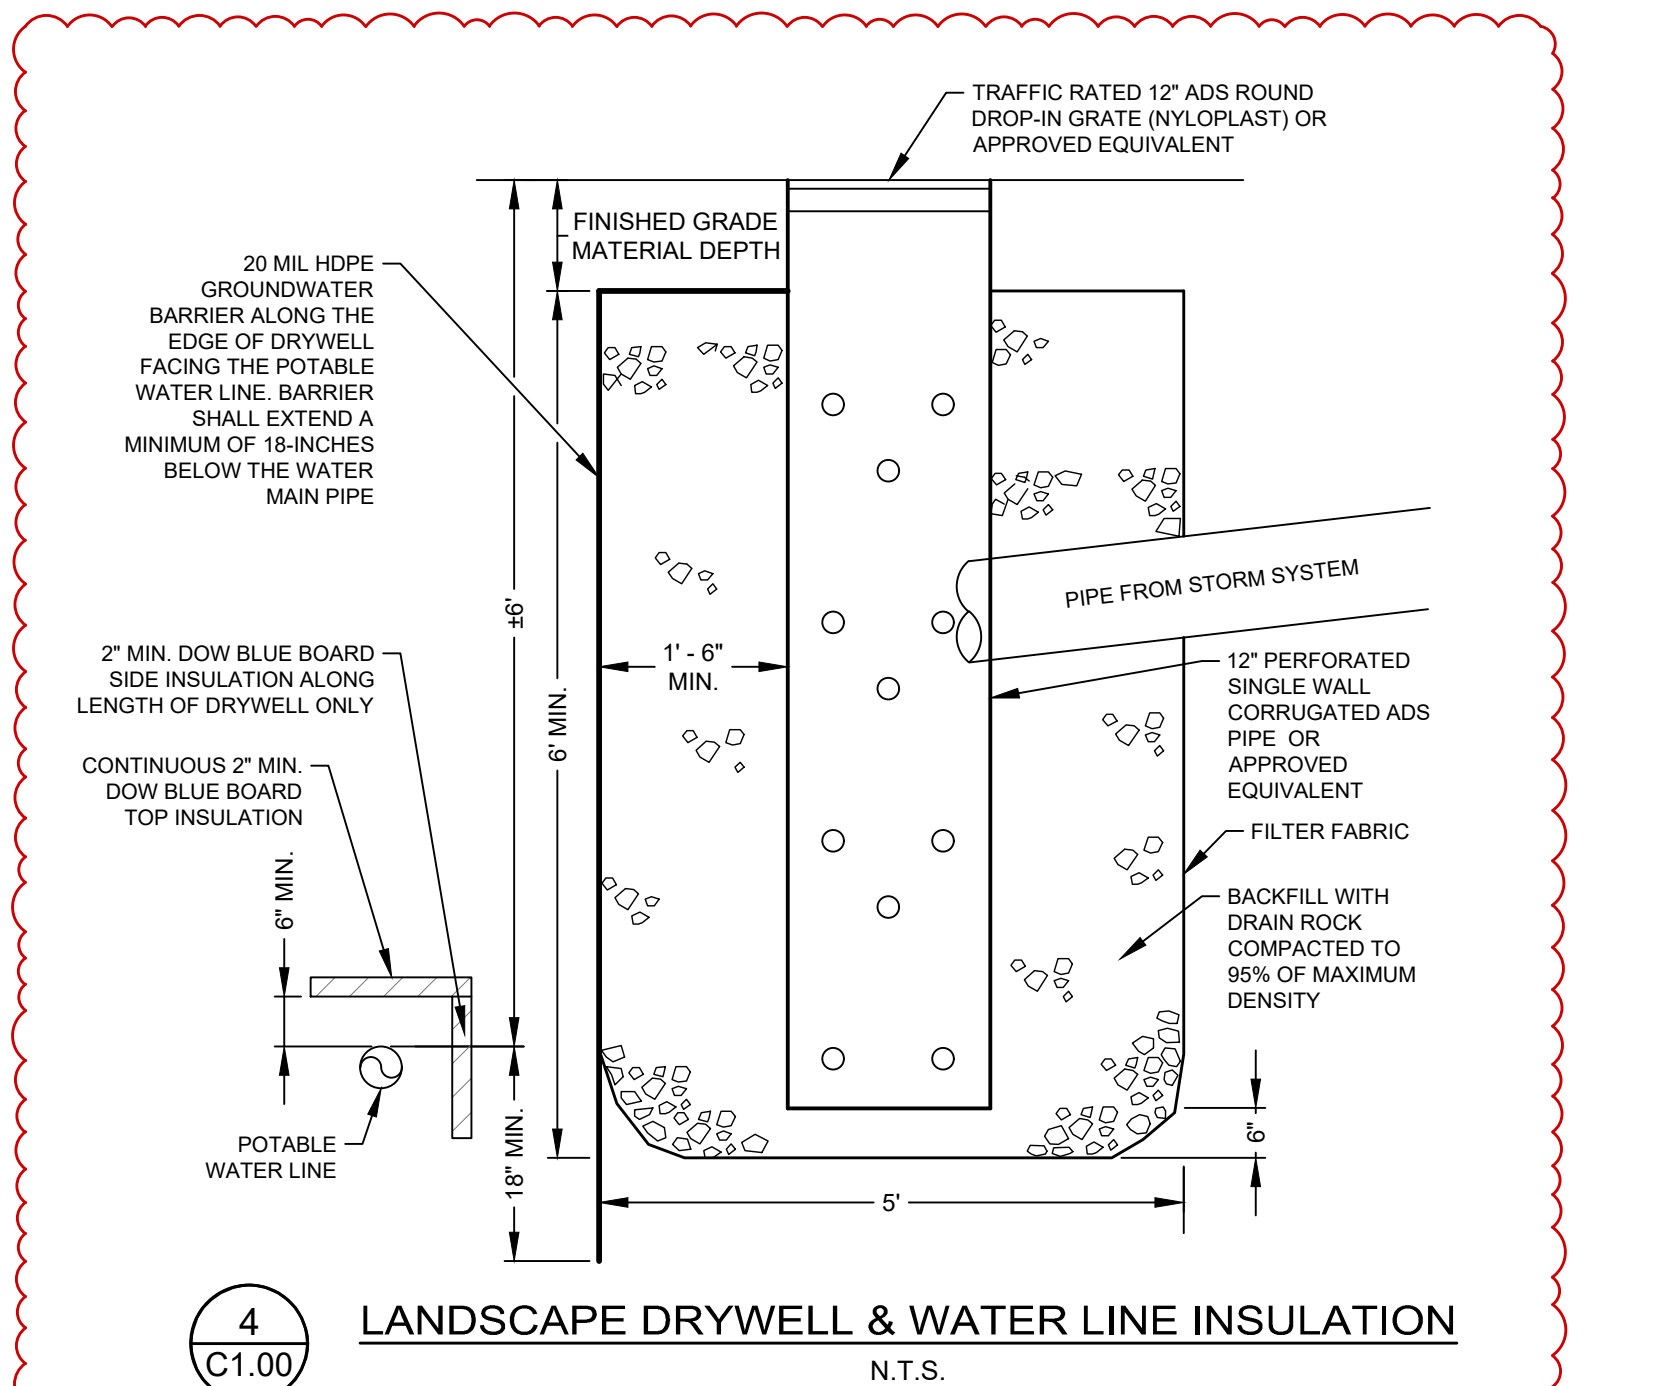 TRAFFIC RATED 12" ADS ROUND
DROP-IN GRATE (NYLOPLAST) OR
APPROVED EQUIVALENT
FINISHED GRADE
MATERIAL DEPTH
20 MIL HDPE
GROUNDWATER
BARRIER ALONG THE
EDGE OF DRYWELL
FACING THE POTABLE
WATER LINE. BARRIER
SHALL EXTEND A
MINIMUM OF 18-INCHES
BELOW THE WATER
MAIN PIPE
PIPE FROM STORM SYSTEM
±6'
6' MIN.
1' - 6"
MIN.
2" MIN. DOW BLUE BOARD
SIDE INSULATION ALONG
LENGTH OF DRYWELL ONLY
12" PERFORATED
SINGLE WALL
CORRUGATED ADS
PIPE OR
APPROVED
EQUIVALENT
CONTINUOUS 2" MIN.
DOW BLUE BOARD
TOP INSULATION
FILTER FABRIC
6" MIN.
BACKFILL WITH
DRAIN ROCK
COMPACTED TO
95% OF MAXIMUM
DENSITY
POTABLE
WATER LINE
18" MIN.
6"
5'
4
C1.00
LANDSCAPE DRYWELL & WATER LINE INSULATION
N.T.S.